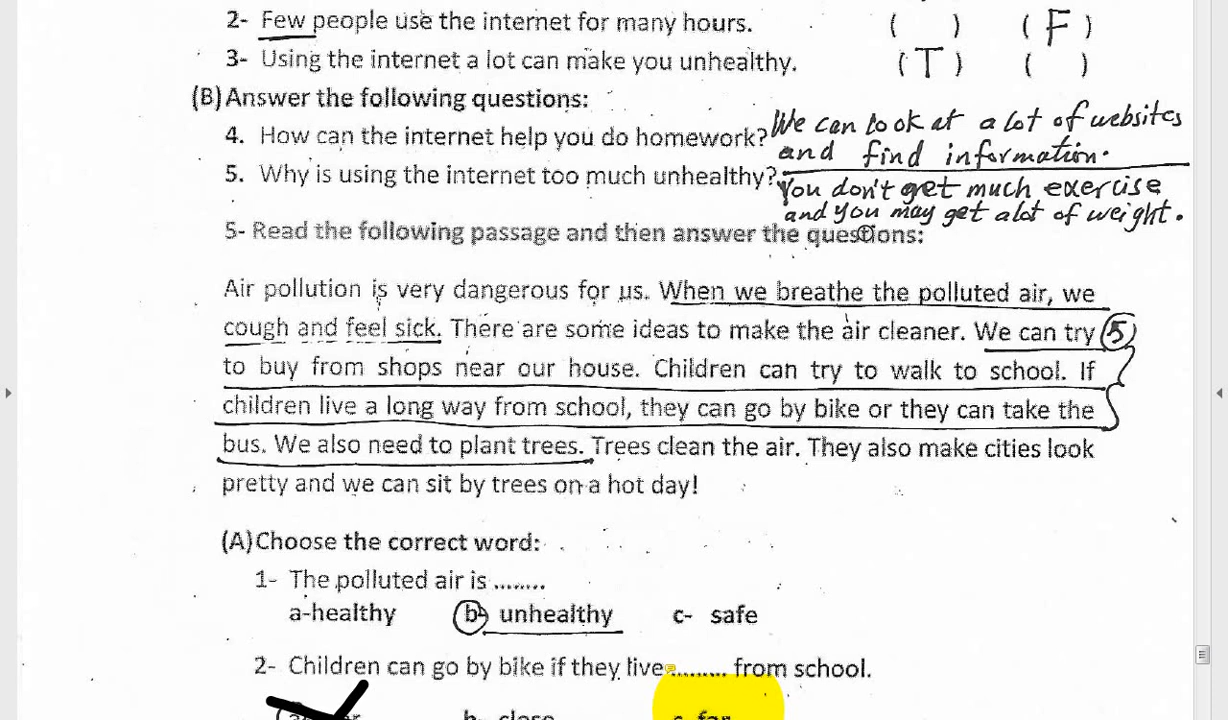 2- Few people use the internet for many hours. ( ) ( F )
3- Using the internet a lot can make you unhealthy. ( T ) ( )
(B) Answer the following questions:
4. How can the internet help you do homework? We can look at a lot of websites
and find information.
5. Why is using the internet too much unhealthy? You don't get much exercise
and you may get a lot of weight.
5- Read the following passage and then answer the questions:
Air pollution is very dangerous for us. When we breathe the polluted air, we
cough and feel sick. There are some ideas to make the air cleaner. We can try 5
to buy from shops near our house. Children can try to walk to school. If
children live a long way from school, they can go by bike or they can take the
bus. We also need to plant trees. Trees clean the air. They also make cities look
pretty and we can sit by trees on a hot day!
(A) Choose the correct word:
1- The polluted air is ........
a-healthy b- unhealthy c- safe
2- Children can go by bike if they live ......... from school.
b- close c- far